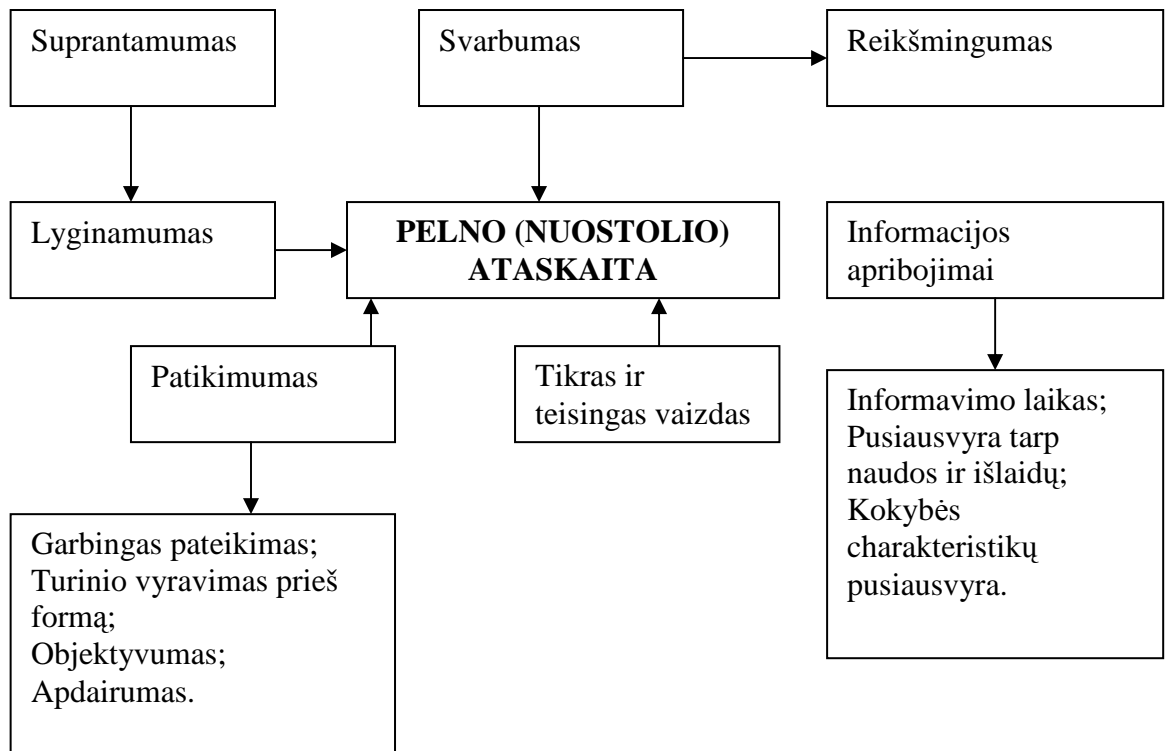 Suprantamumas
Svarbumas
Reikšmingumas
Lyginamumas
PELNO (NUOSTOLIO)
ATASKAITA
Informacijos
apribojimai
Patikimumas
Tikras ir
teisingas vaizdas
Informavimo laikas;
Pusiausvyra tarp
naudos ir išlaidų;
Kokybės
charakteristikų
pusiausvyra.
Garbingas pateikimas;
Turinio vyravimas prieš
formą;
Objektyvumas;
Apdairumas.